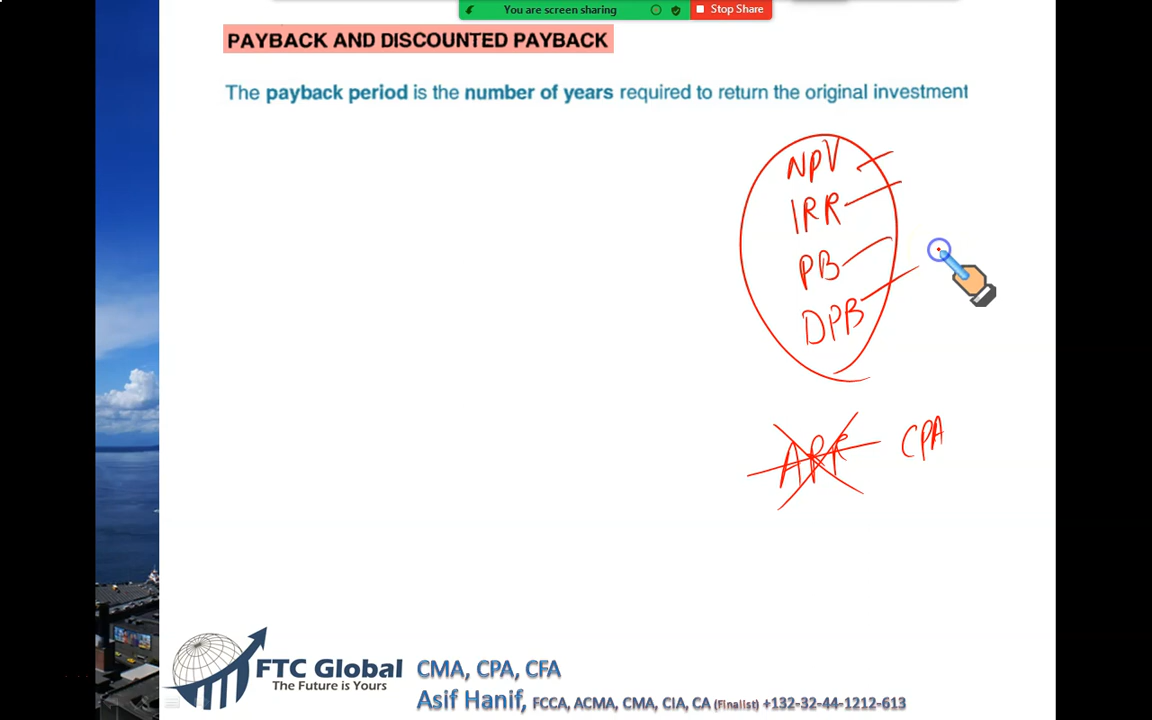 You are screen sharing Stop Share
PAYBACK AND DISCOUNTED PAYBACK
The payback period is the number of years required to return the original investment
NPV
IRR
PB
DPB
ARR CPA
FTC Global
The Future is Yours
CMA, CPA, CFA
Asif Hanif, FCCA, ACMA, CMA, CIA, CA (Finalist) +132-32-44-1212-613